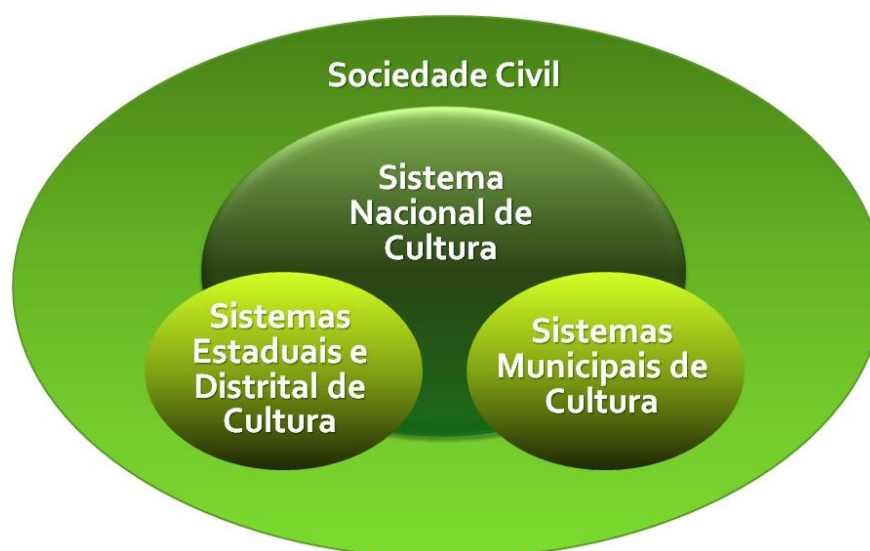 Sociedade Civil
Sistema
Nacional de
Cultura
Sistemas
Estaduais e
Distrital de
Cultura
Sistemas
Municipais de
Cultura